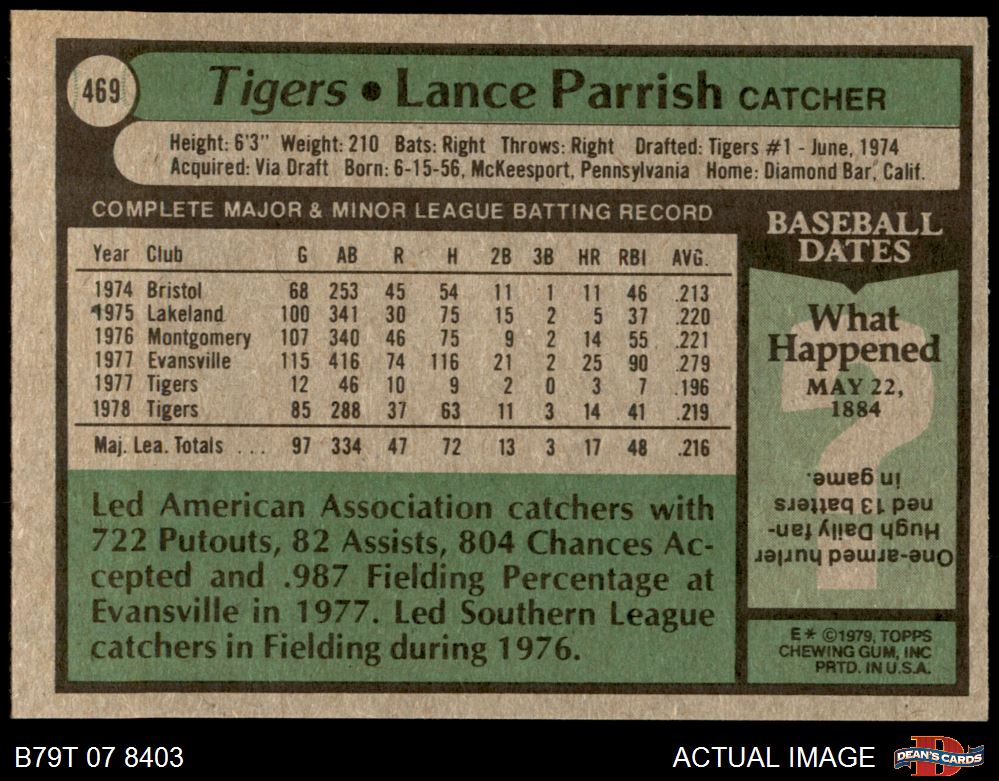 469
Tigers • Lance Parrish CATCHER
Height: 6'3" Weight: 210 Bats: Right Throws: Right Drafted: Tigers #1 - June, 1974
Acquired: Via Draft Born: 6-15-56, McKeesport, Pennsylvania Home: Diamond Bar, Calif.
COMPLETE MAJOR & MINOR LEAGUE BATTING RECORD
Year Club G AB R H 2B 3B HR RBI AVG.
1974 Bristol 68 253 45 54 11 1 11 46 .213
1975 Lakeland 100 341 30 75 15 2 5 37 .220
1976 Montgomery 107 340 46 75 9 2 14 55 .221
1977 Evansville 115 416 74 116 21 2 25 90 .279
1977 Tigers 12 46 10 9 2 0 3 7 .196
1978 Tigers 85 288 37 63 11 3 14 41 .219
Maj. Lea. Totals ... 97 334 47 72 13 3 17 48 .216
Led American Association catchers with
722 Putouts, 82 Assists, 804 Chances Ac-
cepted and .987 Fielding Percentage at
Evansville in 1977. Led Southern League
catchers in Fielding during 1976.
BASEBALL
DATES
What
Happened
MAY 22,
1884
?
One-armed hurler
Hugh Daily fan-
ned 13 batters
in game.
E* ©1979, TOPPS
CHEWING GUM, INC
PRTD. IN U.S.A.
B79T 07 8403
ACTUAL IMAGE
D
DEAN'S CARDS